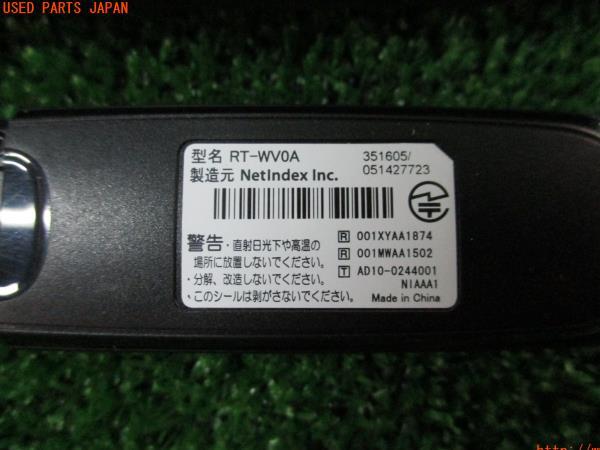 USED PARTS JAPAN
型名 RT-WV0A
351605/
051427723
製造元 NetIndex Inc.
R 001XYAA1874
R 001MWAA1502
T AD10-0244001
NIAAA1
Made in China
警告・直射日光下や高温の
場所に放置しないでください。
・分解、改造しないでください。
・このシールは剥がさないでください。